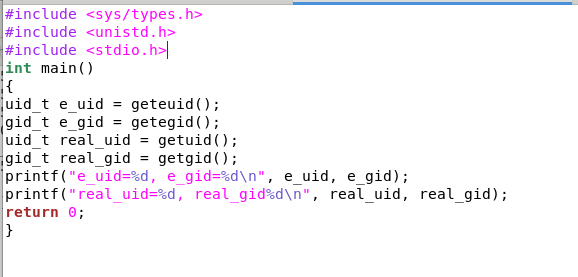 #include <sys/types.h>
#include <unistd.h>
#include <stdio.h>
int main()
{
uid_t e_uid = geteuid();
gid_t e_gid = getegid();
uid_t real_uid = getuid();
gid_t real_gid = getgid();
printf("e_uid=%d, e_gid=%d\n", e_uid, e_gid);
printf("real_uid=%d, real_gid%d\n", real_uid, real_gid);
return 0;
}